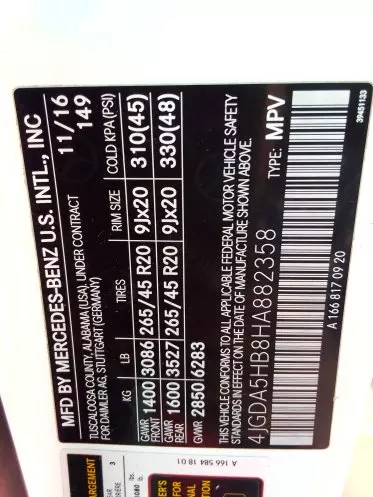 MFD BY MERCEDES-BENZ U.S. INTL., INC
TUSCALOOSA COUNTY, ALABAMA (USA), UNDER CONTRACT
FOR DAIMLER AG, STUTTGART (GERMANY)
11/16
149
KG LB TIRES RIM SIZE COLD KPA(PSI)
GAWR FRONT 1400 3086 265/45 R20 9Jx20 310(45)
GAWR REAR 1600 3527 265/45 R20 9Jx20 330(48)
GVWR 2850 6283
THIS VEHICLE CONFORMS TO ALL APPLICABLE FEDERAL MOTOR VEHICLE SAFETY
STANDARDS IN EFFECT ON THE DATE OF MANUFACTURE SHOWN ABOVE.
4JGDA5HB8HA882358 TYPE: MPV
A 166 817 09 20
39451133
A 166 584 18 01
3
lbs.